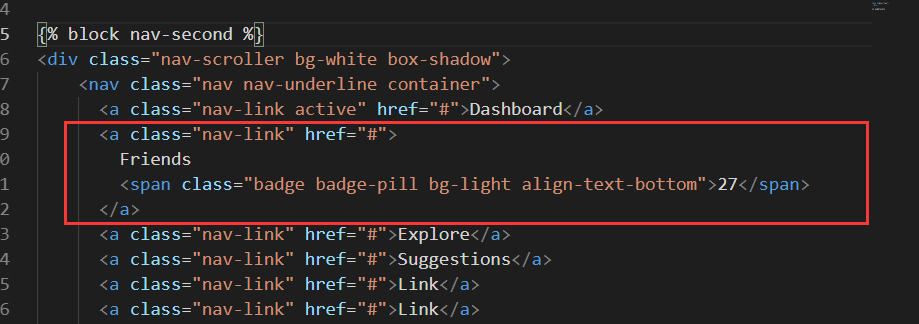 4
5 {% block nav-second %}
6 <div class="nav-scroller bg-white box-shadow">
7 <nav class="nav nav-underline container">
8 <a class="nav-link active" href="#">Dashboard</a>
9 <a class="nav-link" href="#">
0 Friends
1 <span class="badge badge-pill bg-light align-text-bottom">27</span>
2 </a>
3 <a class="nav-link" href="#">Explore</a>
4 <a class="nav-link" href="#">Suggestions</a>
5 <a class="nav-link" href="#">Link</a>
6 <a class="nav-link" href="#">Link</a>